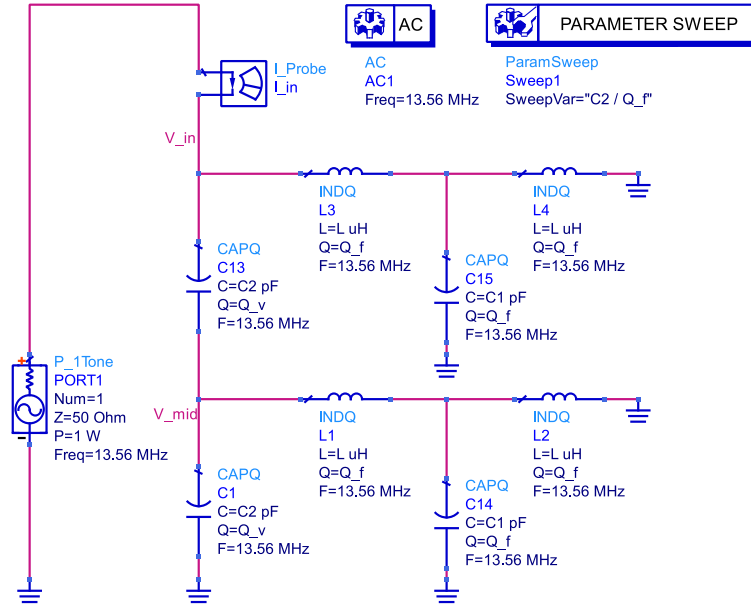 AC
PARAMETER SWEEP
AC
AC1
Freq=13.56 MHz
ParamSweep
Sweep1
SweepVar="C2 / Q_f"
I_Probe
I_in
V_in
INDQ
L3
L=L uH
Q=Q_f
F=13.56 MHz
INDQ
L4
L=L uH
Q=Q_f
F=13.56 MHz
CAPQ
C13
C=C2 pF
Q=Q_v
F=13.56 MHz
CAPQ
C15
C=C1 pF
Q=Q_f
F=13.56 MHz
+
P_1Tone
PORT1
Num=1
Z=50 Ohm
P=1 W
Freq=13.56 MHz
-
V_mid
INDQ
L1
L=L uH
Q=Q_f
F=13.56 MHz
INDQ
L2
L=L uH
Q=Q_f
F=13.56 MHz
CAPQ
C1
C=C2 pF
Q=Q_v
F=13.56 MHz
CAPQ
C14
C=C1 pF
Q=Q_f
F=13.56 MHz